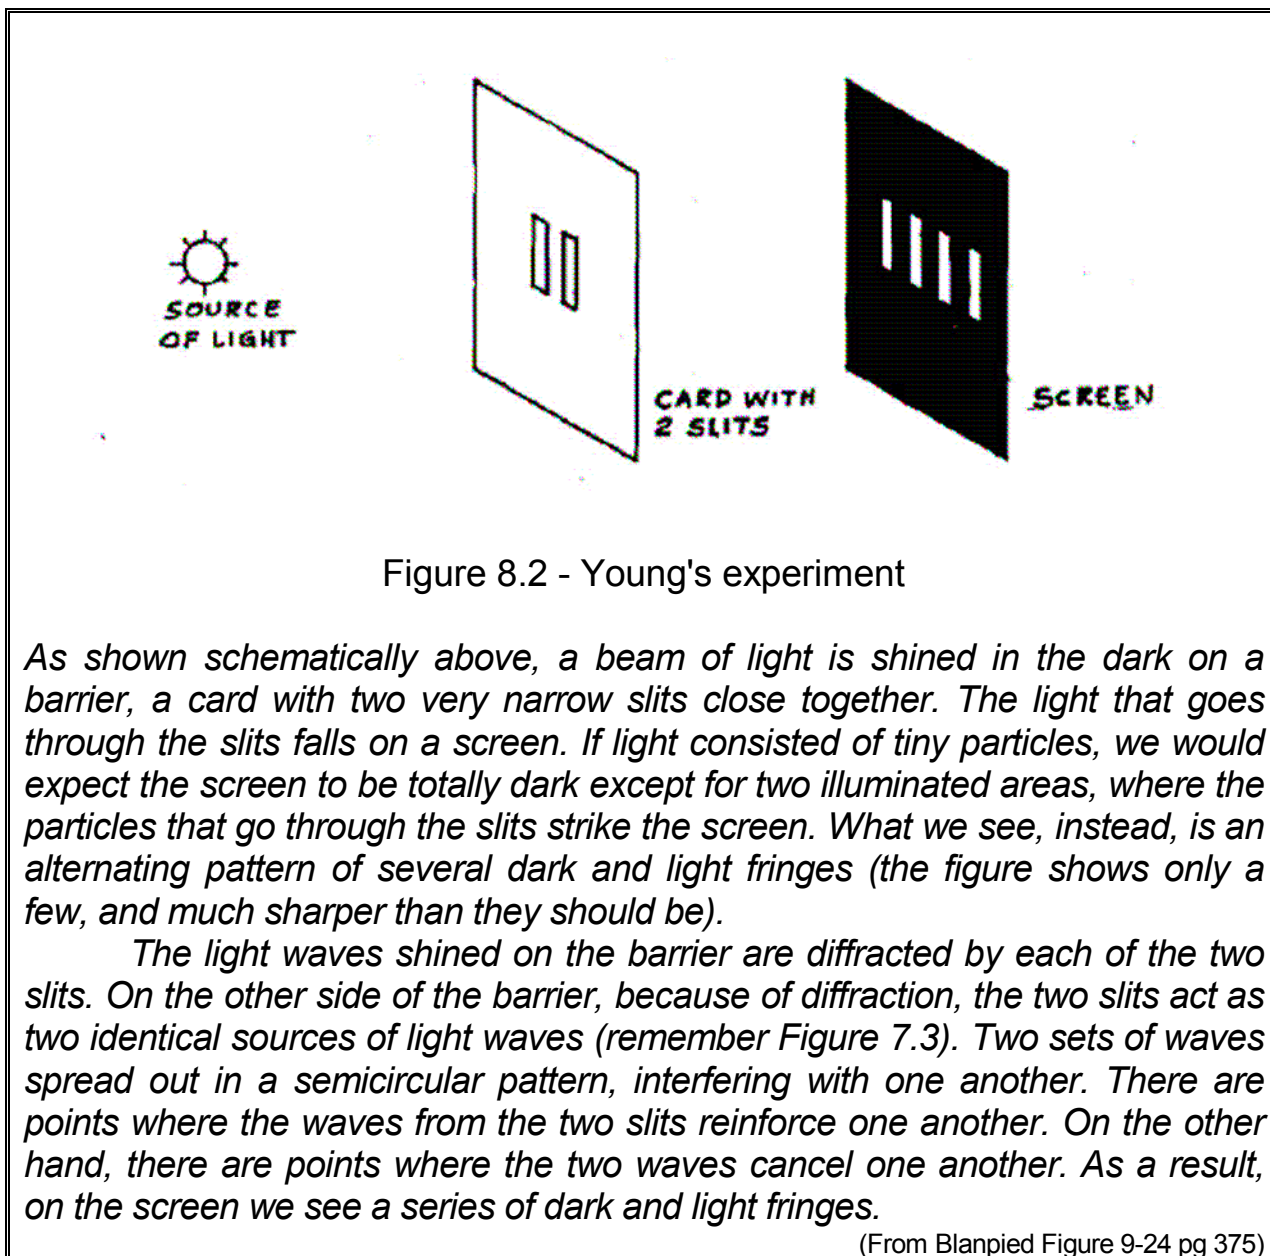 SOURCE
OF LIGHT
CARD WITH
2 SLITS
SCREEN
Figure 8.2 - Young's experiment
As shown schematically above, a beam of light is shined in the dark on a
barrier, a card with two very narrow slits close together. The light that goes
through the slits falls on a screen. If light consisted of tiny particles, we would
expect the screen to be totally dark except for two illuminated areas, where the
particles that go through the slits strike the screen. What we see, instead, is an
alternating pattern of several dark and light fringes (the figure shows only a
few, and much sharper than they should be).
The light waves shined on the barrier are diffracted by each of the two
slits. On the other side of the barrier, because of diffraction, the two slits act as
two identical sources of light waves (remember Figure 7.3). Two sets of waves
spread out in a semicircular pattern, interfering with one another. There are
points where the waves from the two slits reinforce one another. On the other
hand, there are points where the two waves cancel one another. As a result,
on the screen we see a series of dark and light fringes.
(From Blanpied Figure 9-24 pg 375)